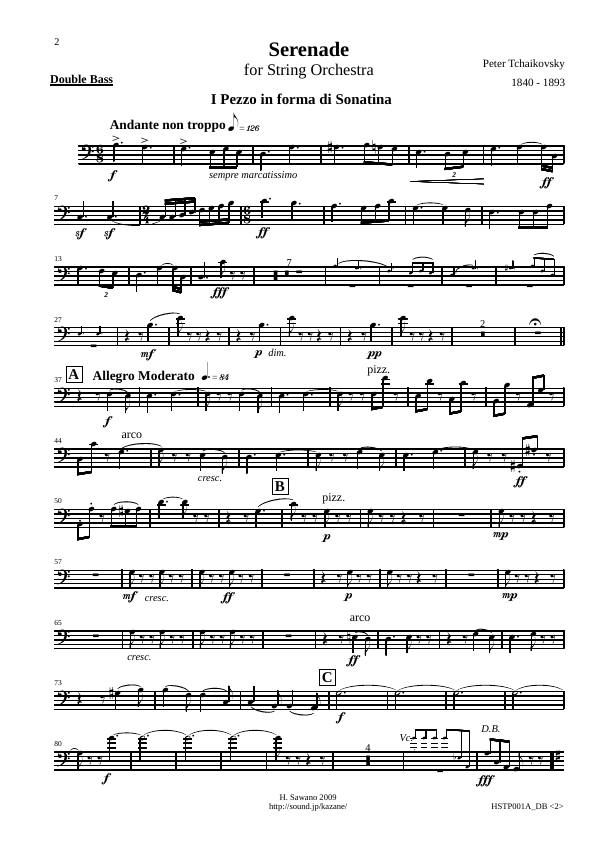 2
Serenade
for String Orchestra
Peter Tchaikovsky
Double Bass
1840 - 1893
I Pezzo in forma di Sonatina
Andante non troppo = 126
f sempre marcatissimo 2 ff
7
sf sf ff
13 7
2 fff
27 2
mf p dim. pp
37 A Allegro Moderato = 84 pizz.
f
44 arco
cresc. ff
50 B pizz.
p mp
57
mf cresc. ff p mp
65 arco
cresc. ff
73 C
f
80 4 Vc. D.B.
f fff
H. Sawano 2009
http://sound.jp/kazane/
HSTP001A_DB <2>